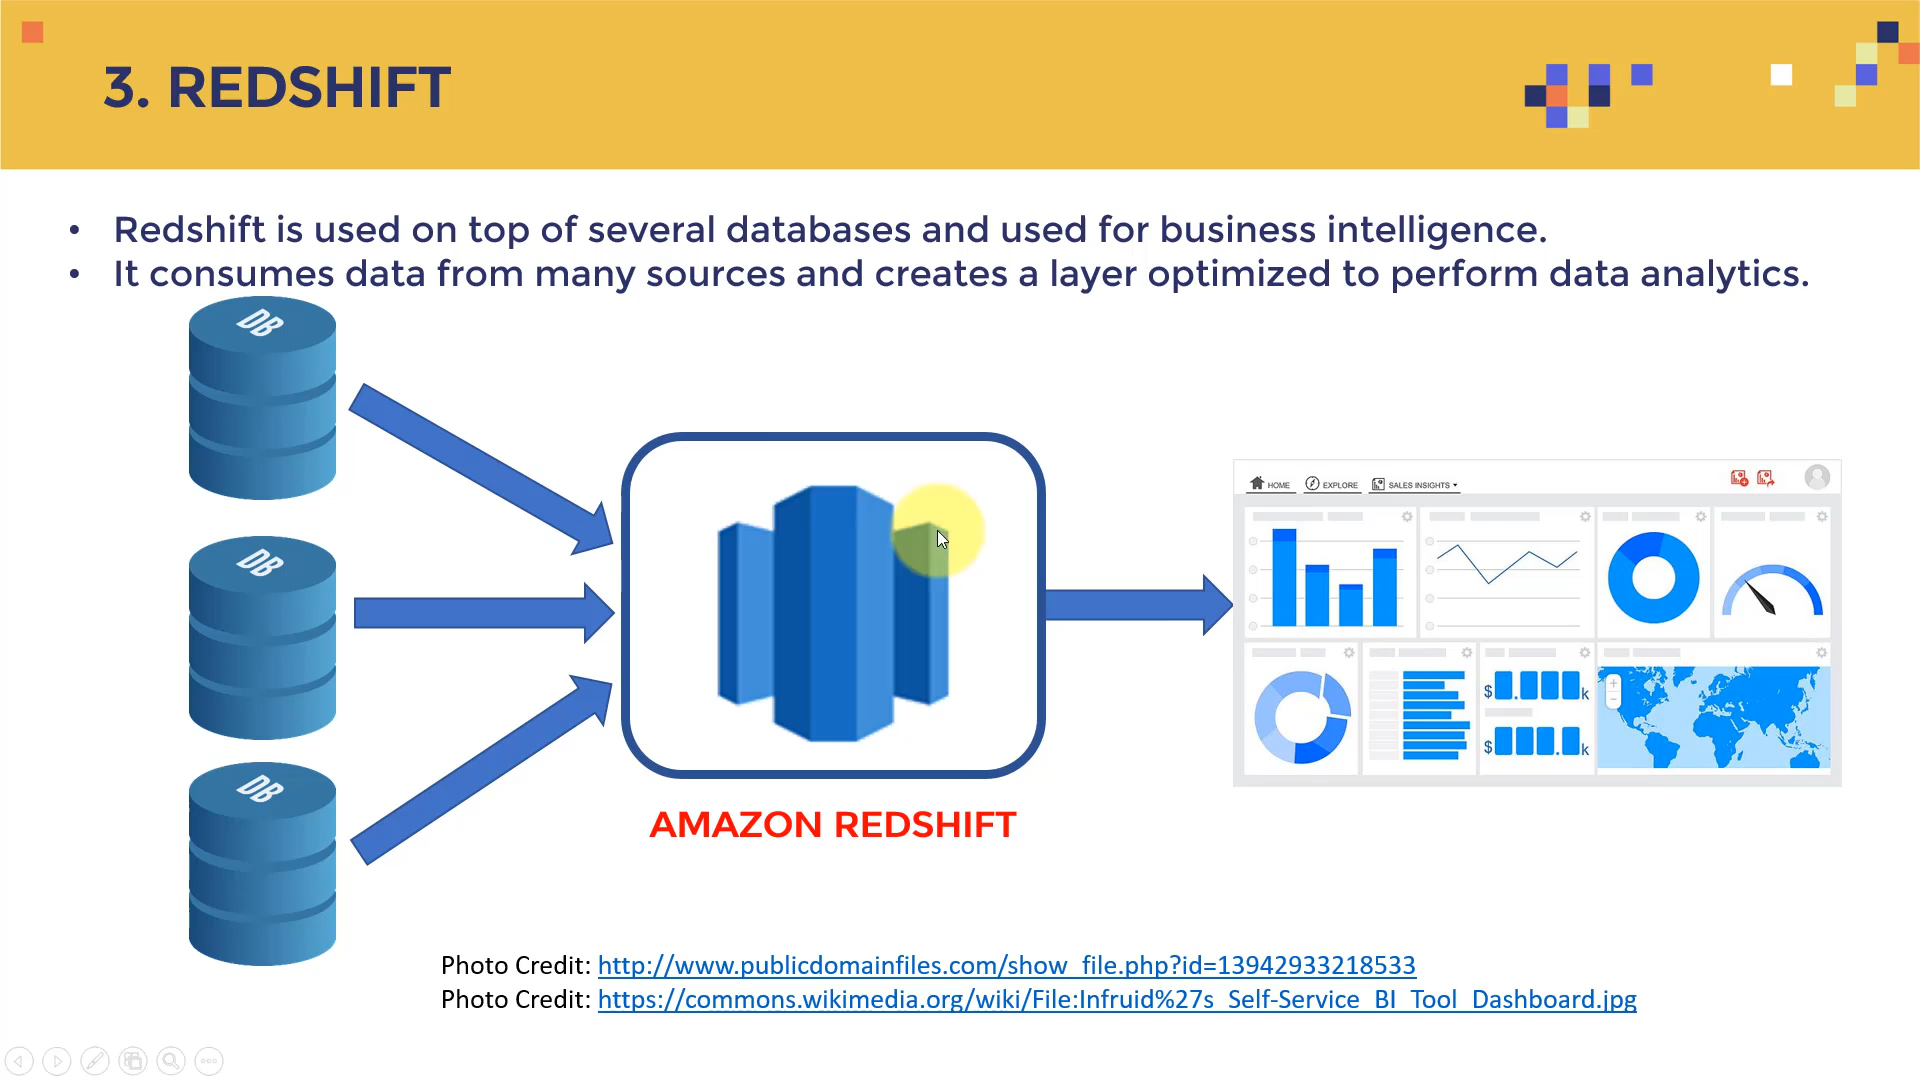 3. REDSHIFT
• Redshift is used on top of several databases and used for business intelligence.
• It consumes data from many sources and creates a layer optimized to perform data analytics.
DB
DB
DB
AMAZON REDSHIFT
HOME EXPLORE SALES INSIGHTS
$ . k
$ . k
Photo Credit: http://www.publicdomainfiles.com/show_file.php?id=13942933218533
Photo Credit: https://commons.wikimedia.org/wiki/File:Infruid%27s_Self-Service_BI_Tool_Dashboard.jpg